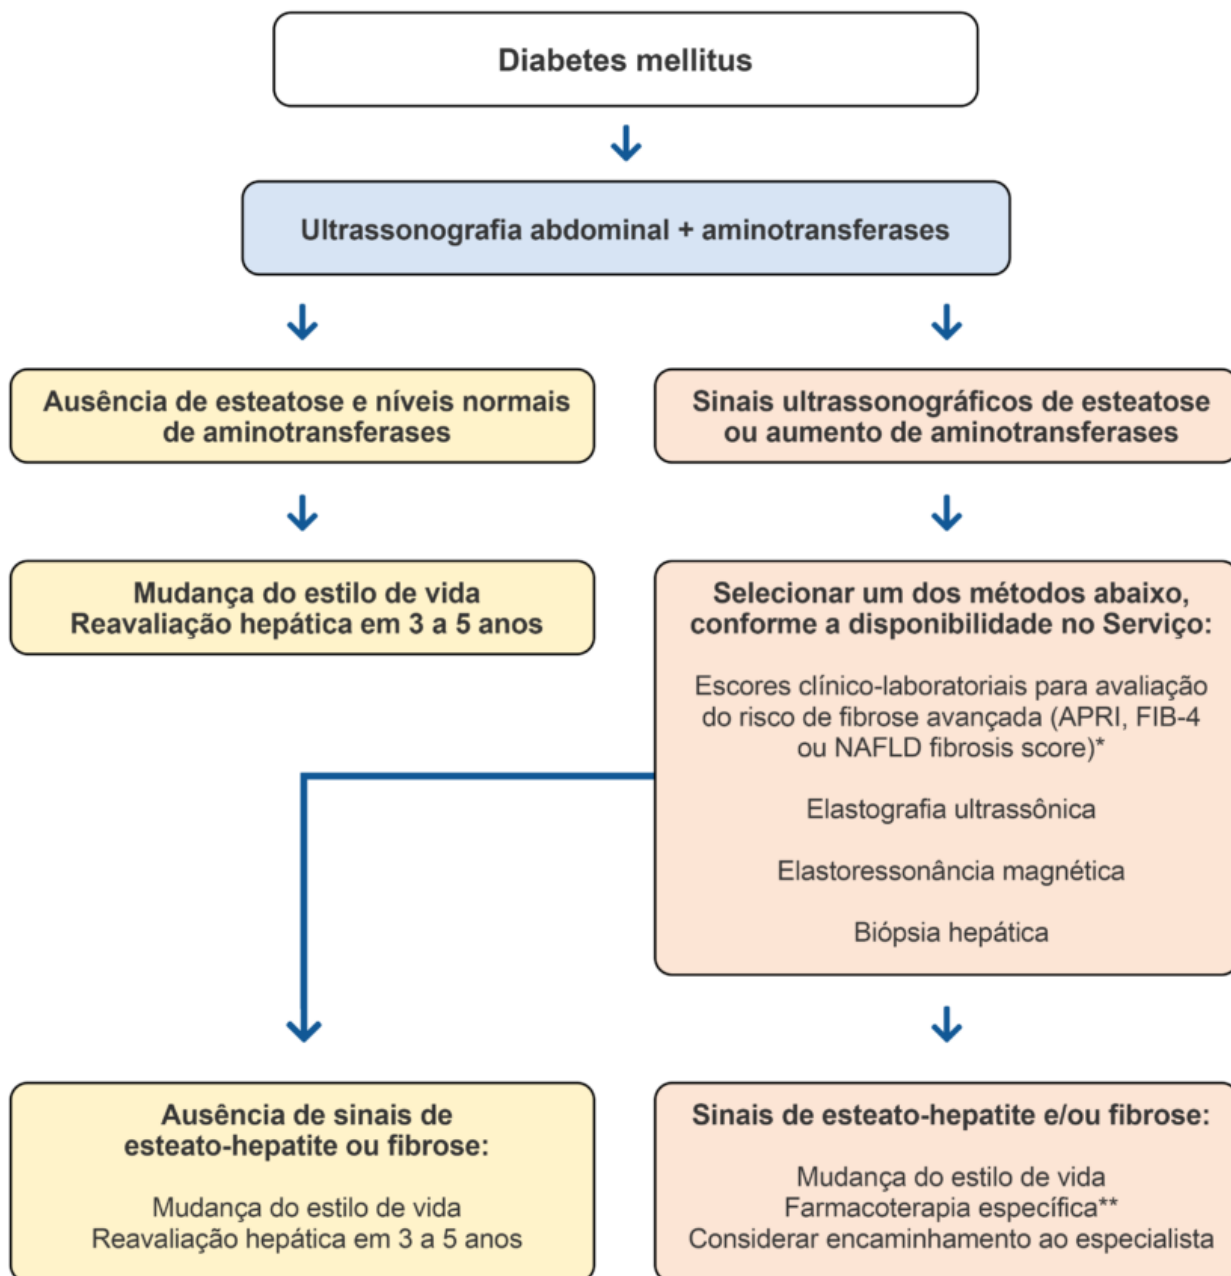 Diabetes mellitus
Ultrassonografia abdominal + aminotransferases
Ausência de esteatose e níveis normais
de aminotransferases
Sinais ultrassonográficos de esteatose
ou aumento de aminotransferases
Mudança do estilo de vida
Reavaliação hepática em 3 a 5 anos
Selecionar um dos métodos abaixo,
conforme a disponibilidade no Serviço:
Escores clínico-laboratoriais para avaliação
do risco de fibrose avançada (APRI, FIB-4
ou NAFLD fibrosis score)*
Elastografia ultrassônica
Elastoressonância magnética
Biópsia hepática
Ausência de sinais de
esteato-hepatite ou fibrose:
Mudança do estilo de vida
Reavaliação hepática em 3 a 5 anos
Sinais de esteato-hepatite e/ou fibrose:
Mudança do estilo de vida
Farmacoterapia específica**
Considerar encaminhamento ao especialista